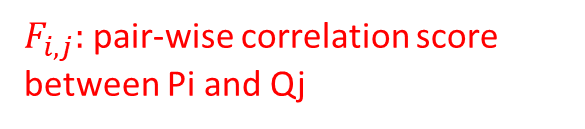 F_{i,j}: pair-wise correlation score
between Pi and Qj